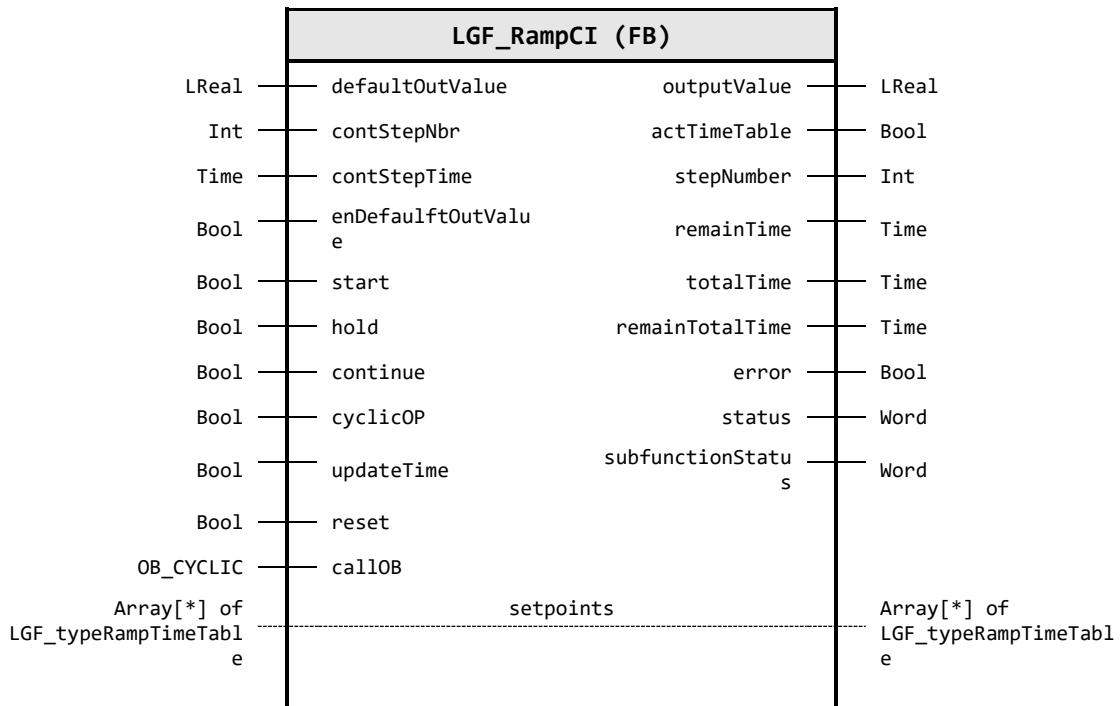 LGF_RampCI (FB)
LReal defaultOutValue outputValue LReal
Int contStepNbr actTimeTable Bool
Time contStepTime stepNumber Int
Bool enDefaulftOutValu
e remainTime Time
Bool start totalTime Time
Bool hold remainTotalTime Time
Bool continue error Bool
Bool cyclicOP status Word
Bool updateTime subfunctionStatu
s Word
Bool reset
OB_CYCLIC callOB
Array[*] of setpoints Array[*] of
LGF_typeRampTimeTabl LGF_typeRampTimeTabl
e e